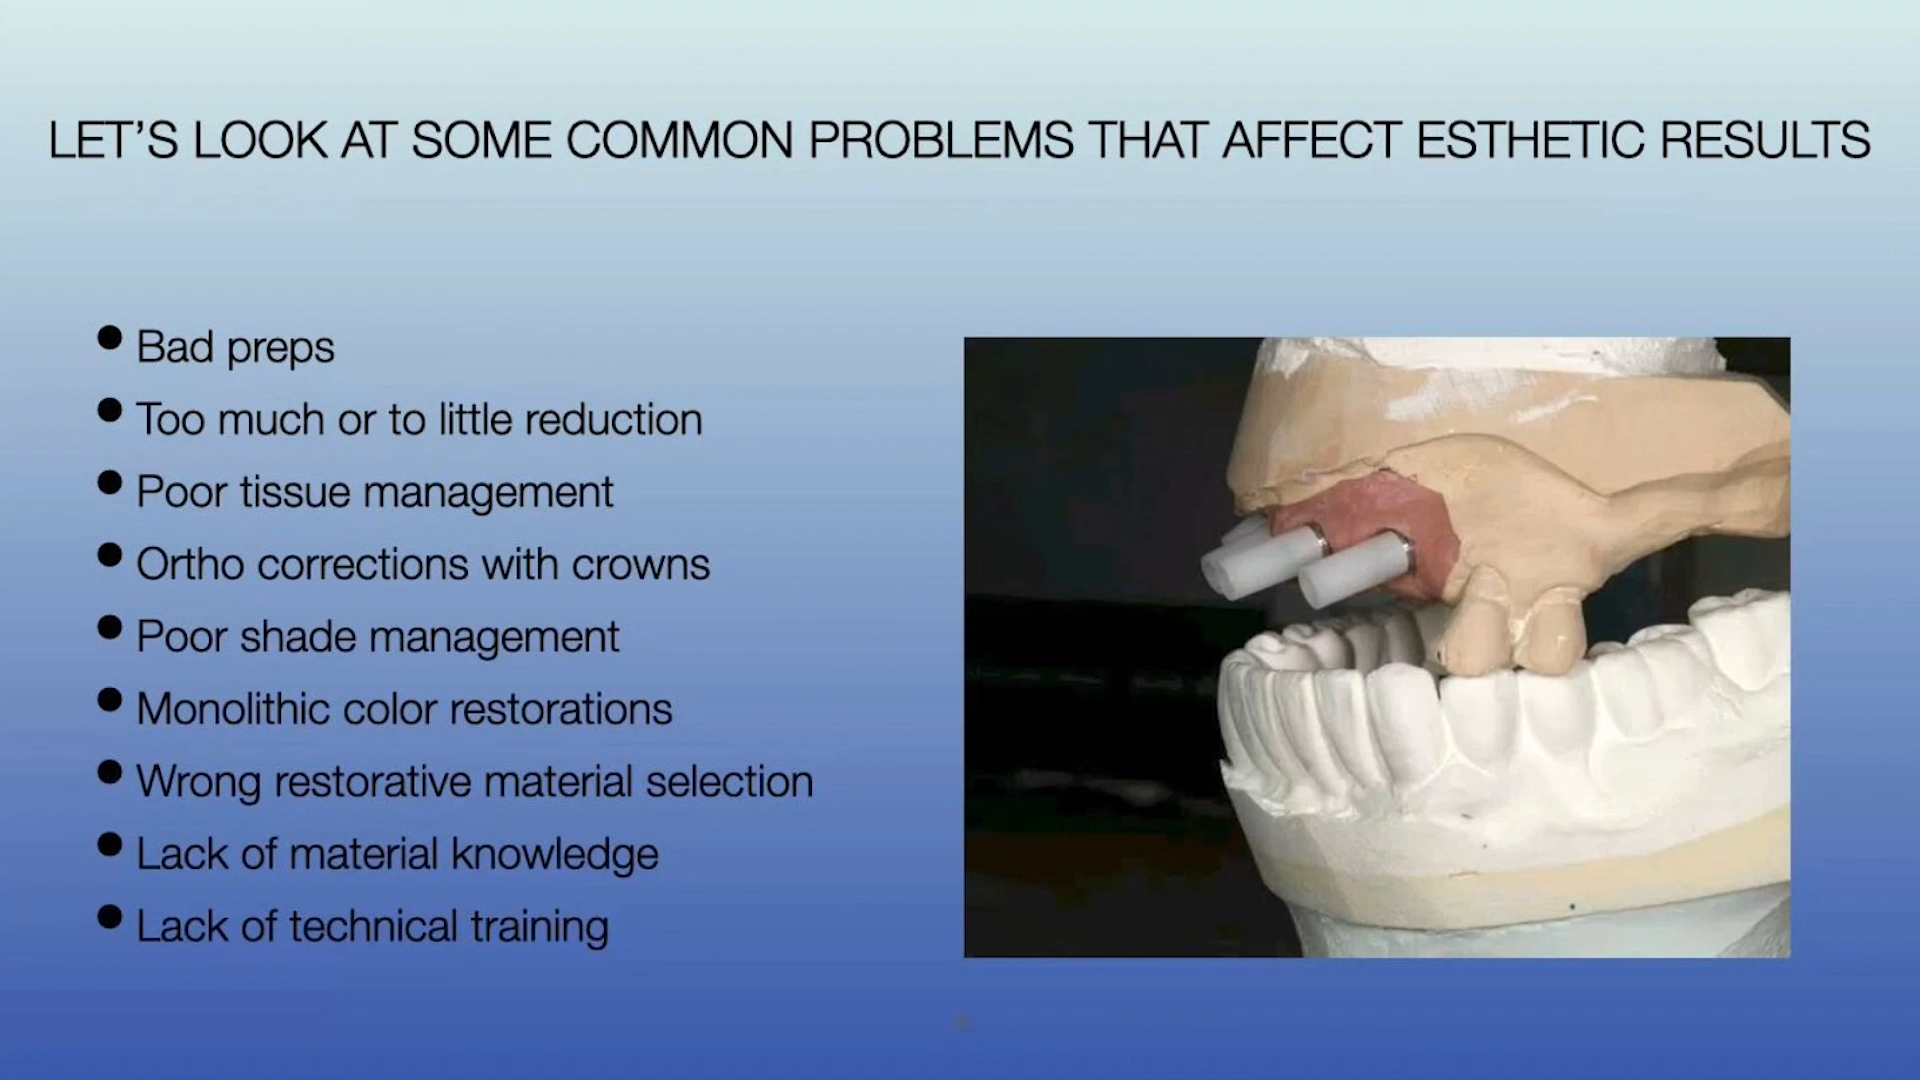 LET'S LOOK AT SOME COMMON PROBLEMS THAT AFFECT ESTHETIC RESULTS
Bad preps
Too much or to little reduction
Poor tissue management
Ortho corrections with crowns
Poor shade management
Monolithic color restorations
Wrong restorative material selection
Lack of material knowledge
Lack of technical training